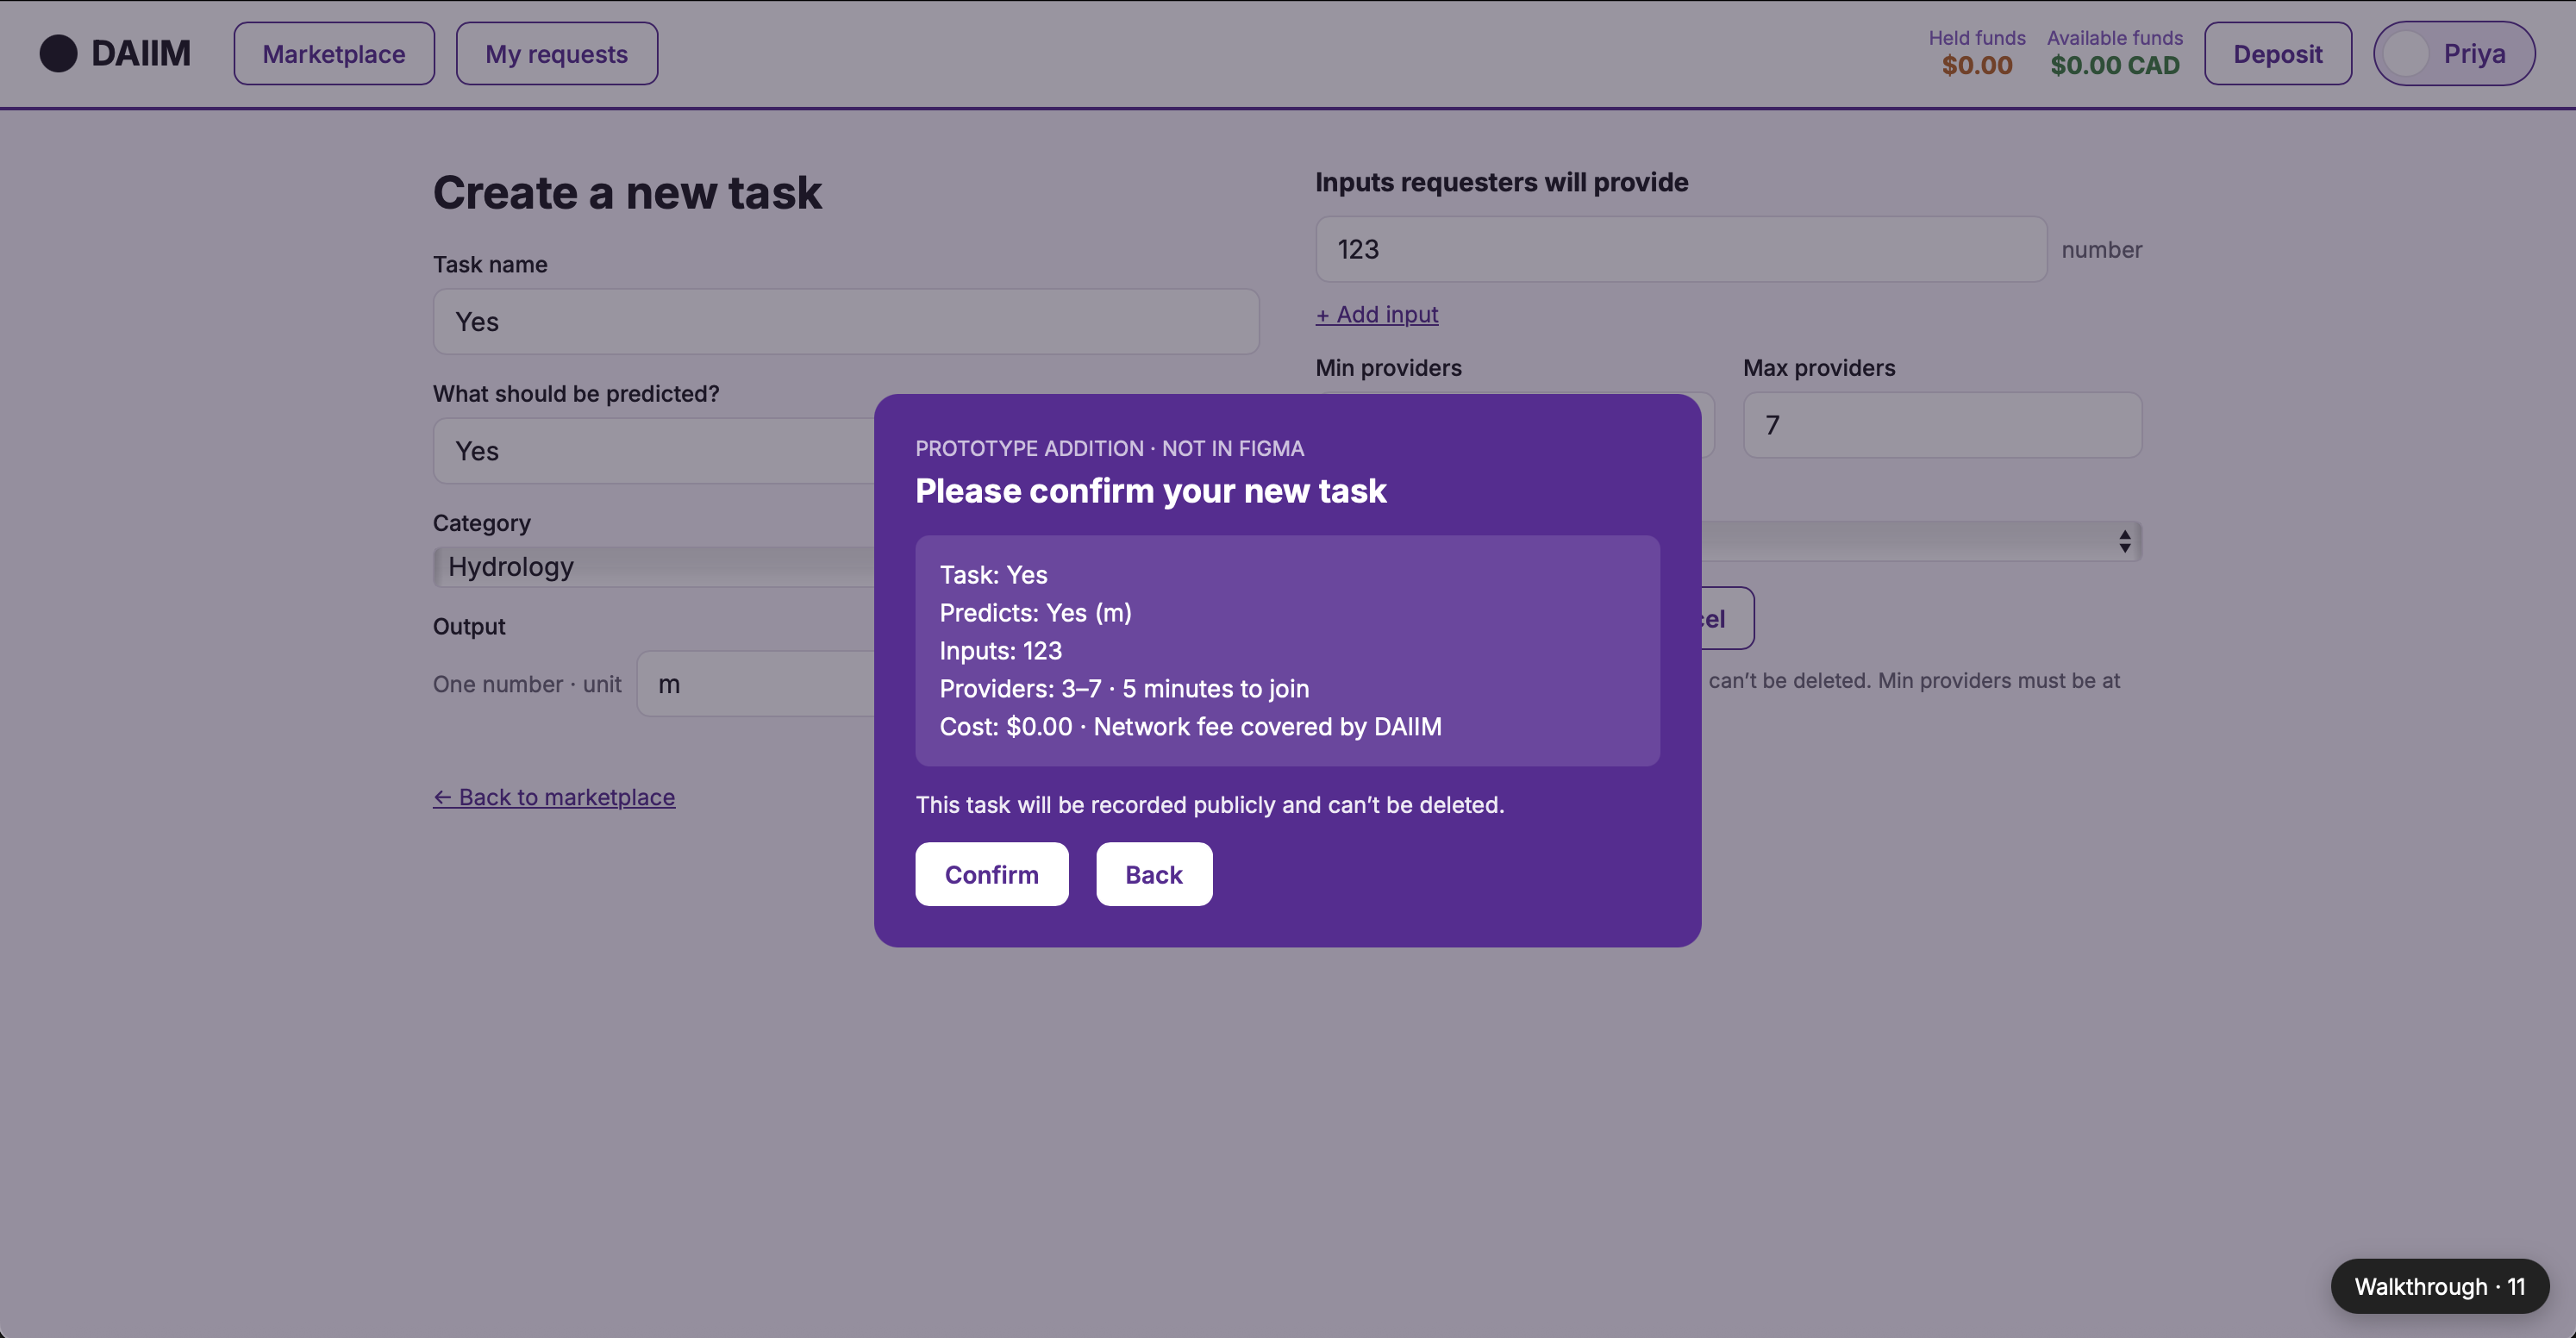 DAIIM
Marketplace
My requests
Held funds
$0.00
Available funds
$0.00 CAD
Deposit
Priya
Create a new task
Task name
Yes
What should be predicted?
Yes
Category
Hydrology
Output
One number · unit
m
← Back to marketplace
Inputs requesters will provide
123
number
+ Add input
Min providers
Max providers
7
can’t be deleted. Min providers must be at
PROTOTYPE ADDITION · NOT IN FIGMA
Please confirm your new task
Task: Yes
Predicts: Yes (m)
Inputs: 123
Providers: 3–7 · 5 minutes to join
Cost: $0.00 · Network fee covered by DAIIM
This task will be recorded publicly and can’t be deleted.
Confirm
Back
Walkthrough · 11